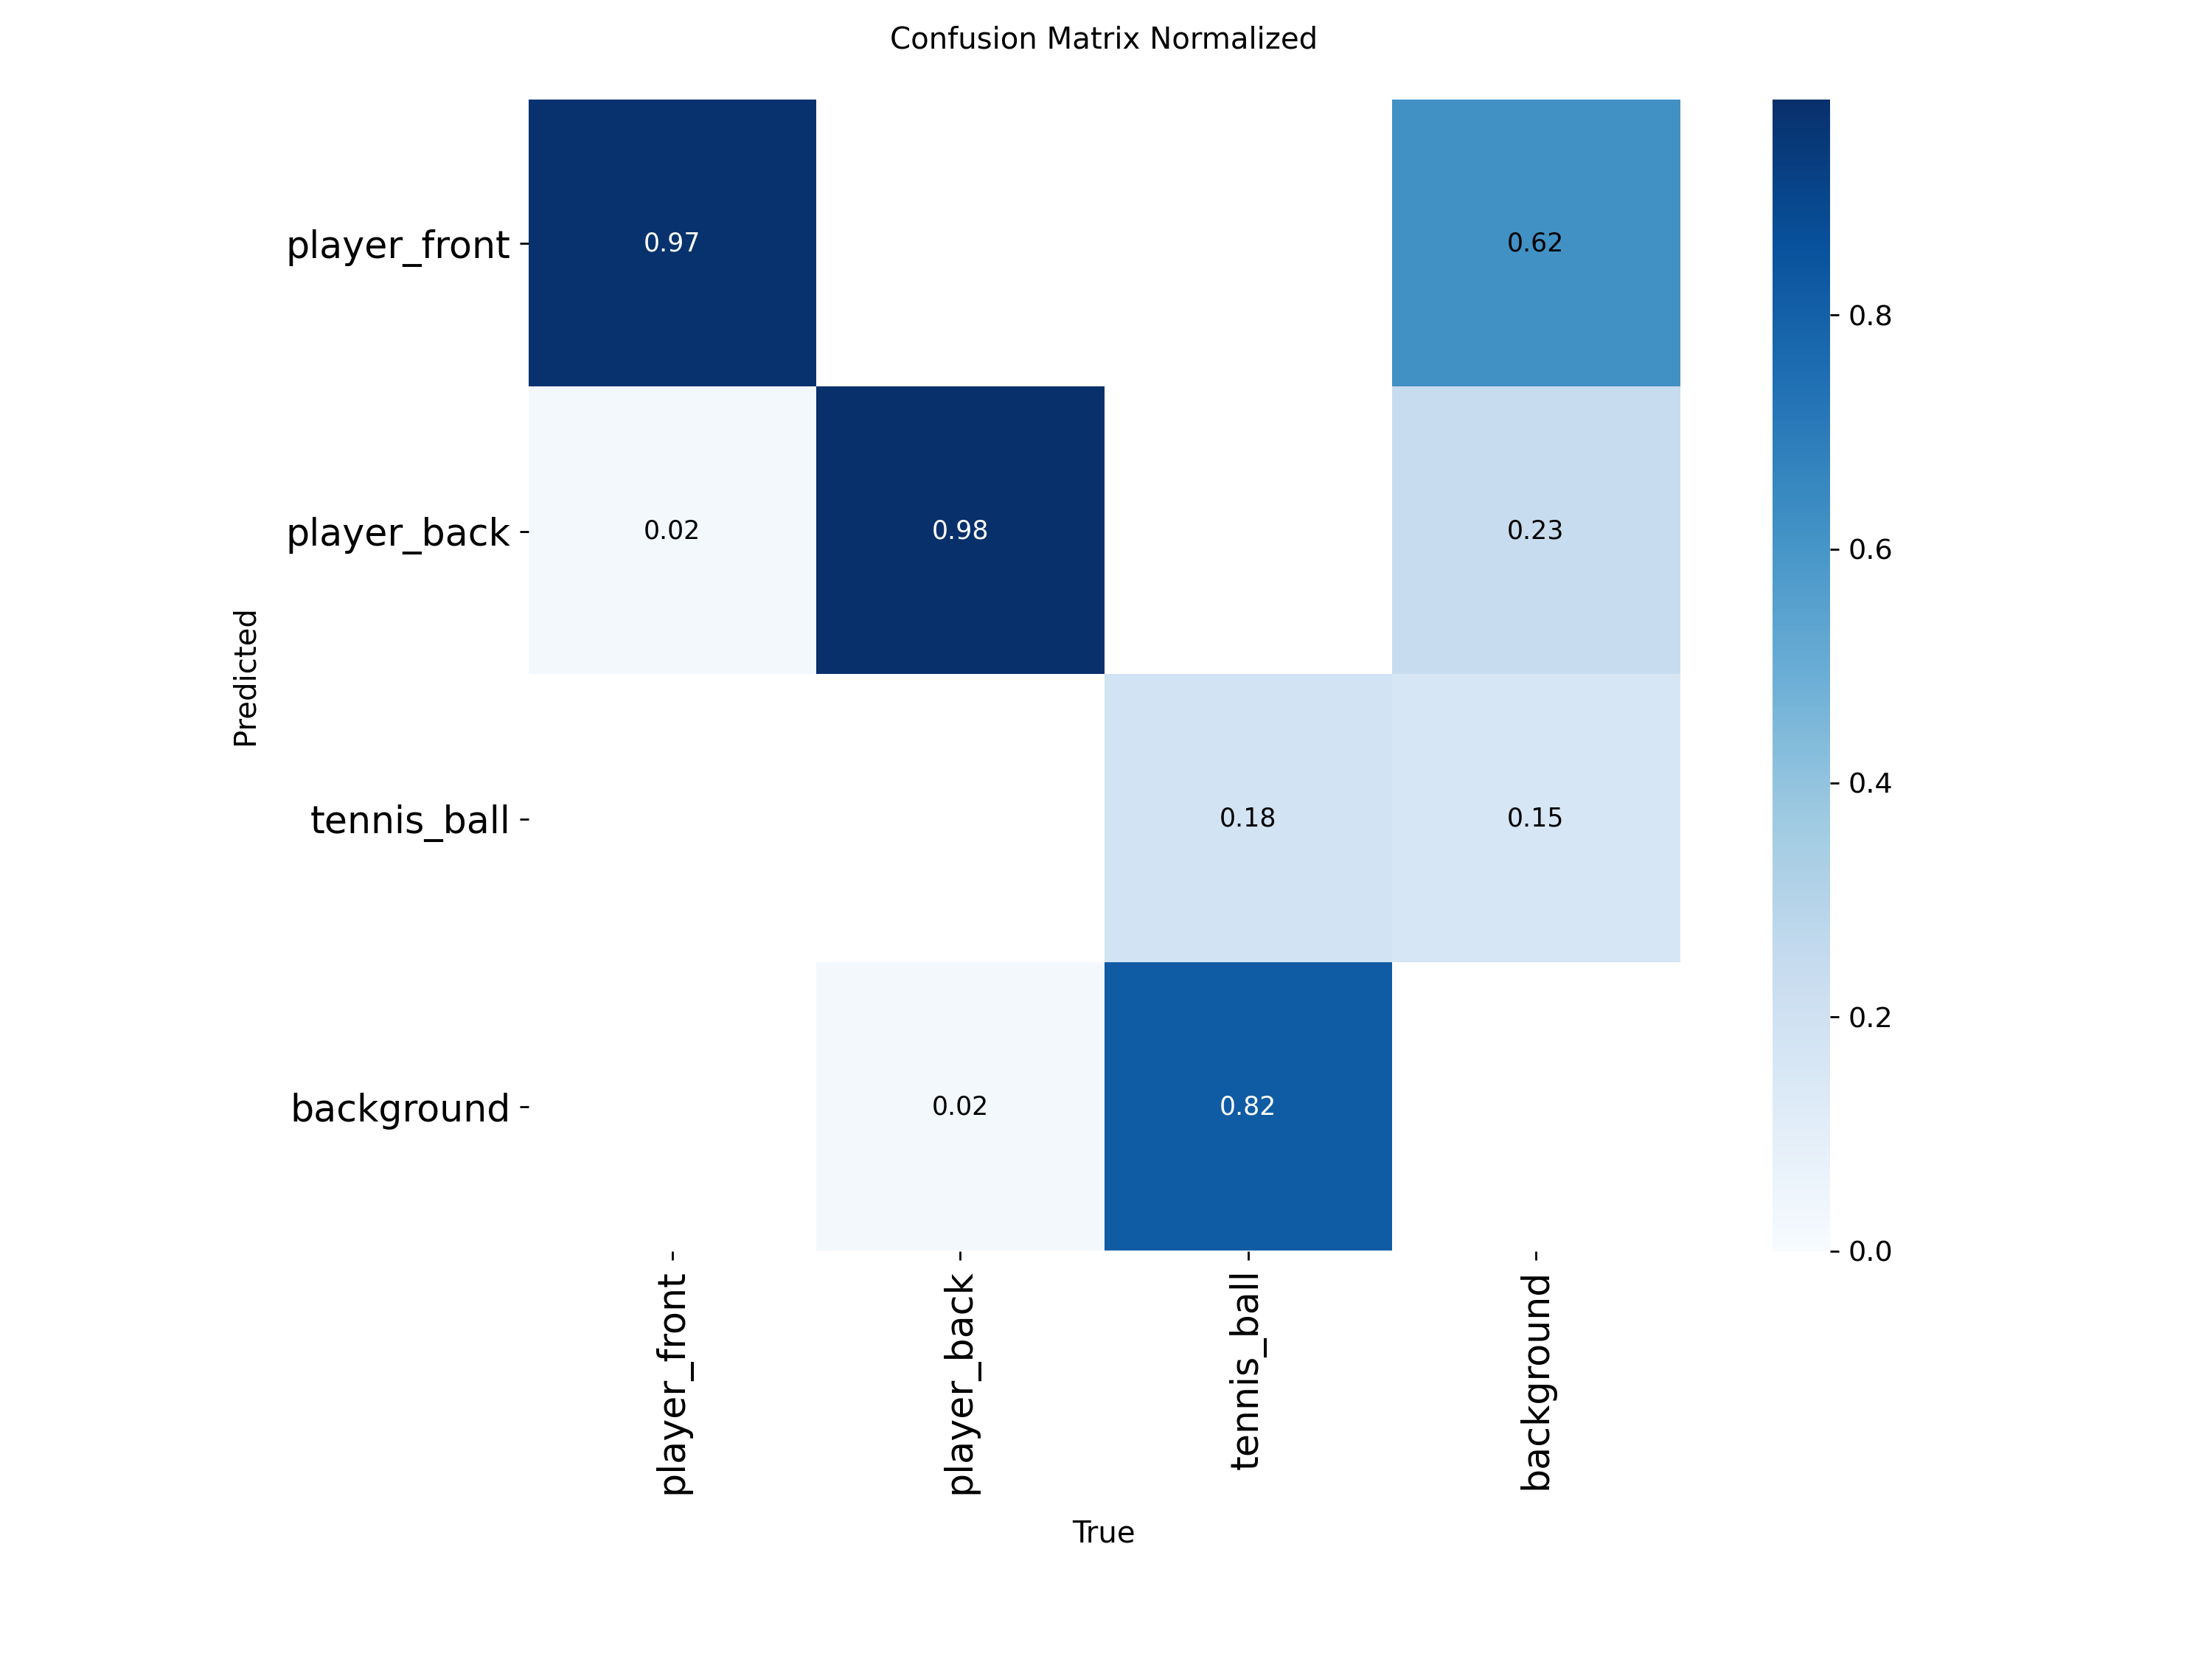 Confusion Matrix Normalized
player_front
0.97
0.62
0.8
player_back
0.02
0.98
0.23
0.6
Predicted
tennis_ball
0.18
0.15
0.4
background
0.02
0.82
0.2
0.0
player_front
player_back
tennis_ball
background
True